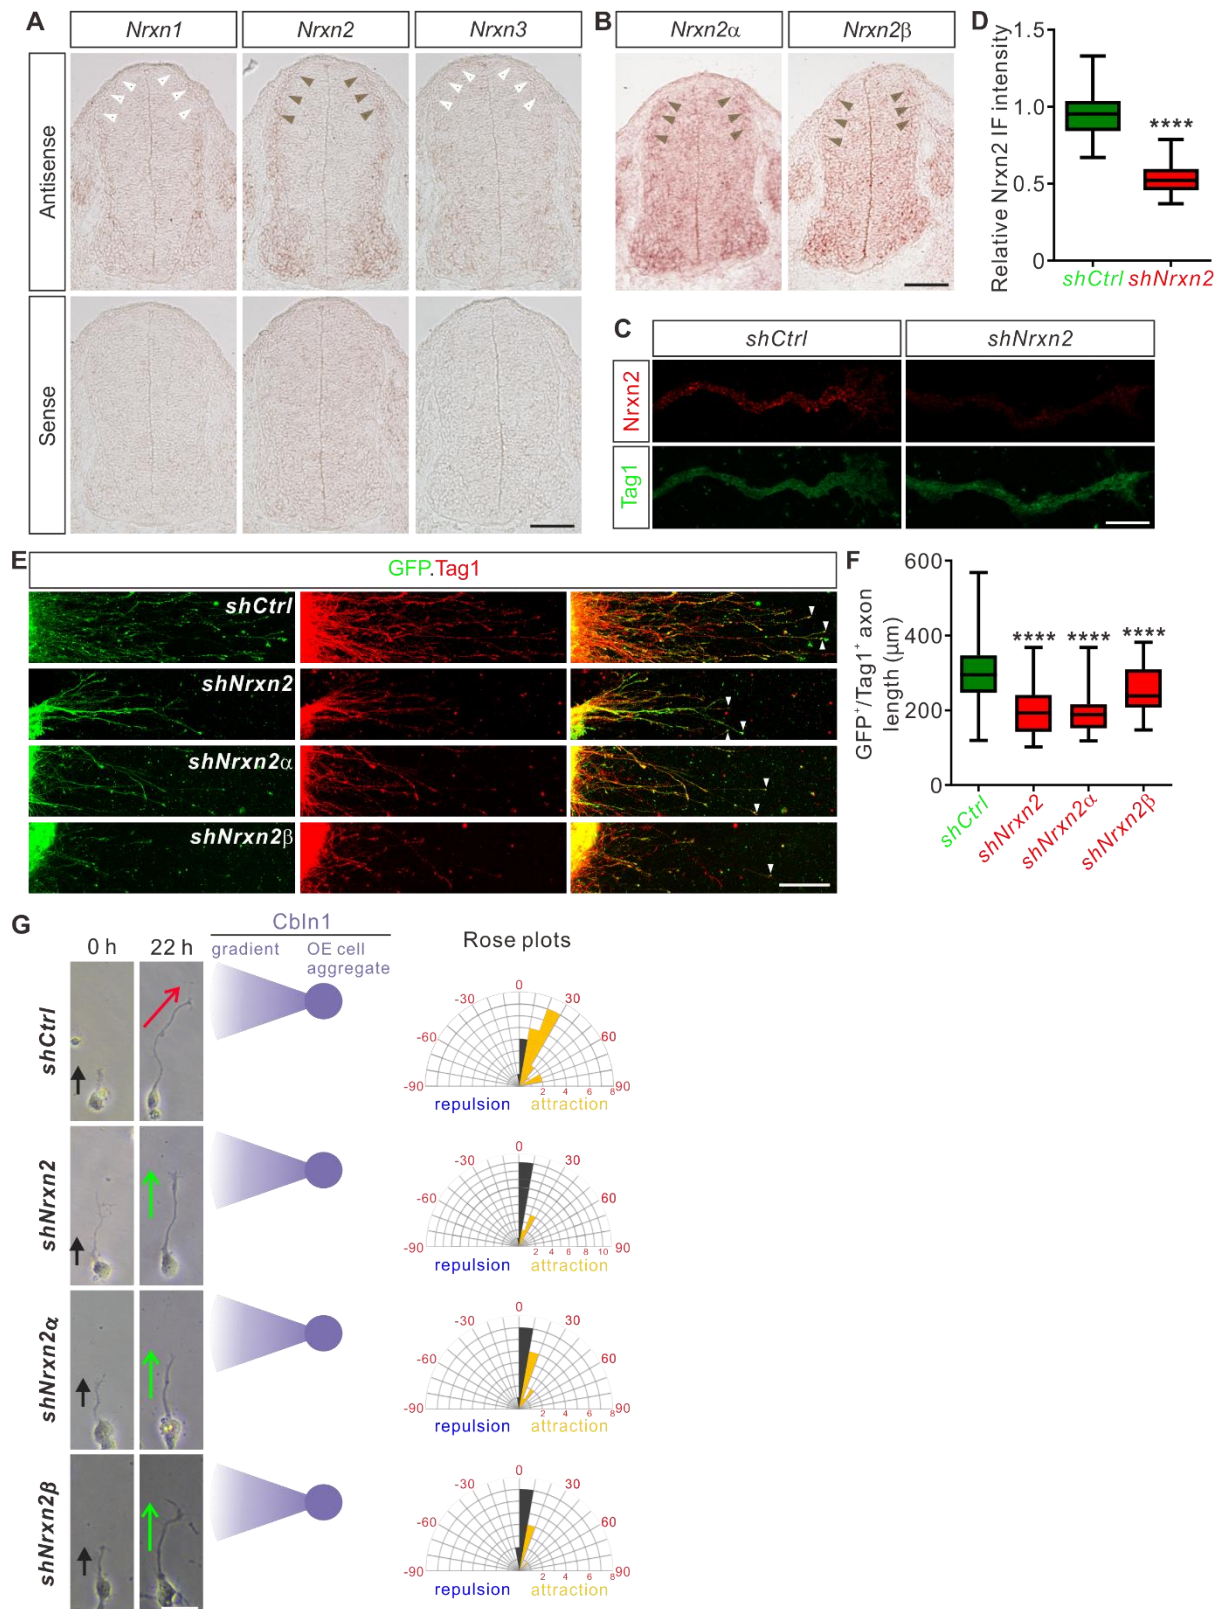 A
Nrxn1
Nrxn2
Nrxn3
Antisense
Sense
B
Nrxn2α
Nrxn2β
D
Relative Nrxn2 IF intensity
1.5
1.0
0.5
0
****
shCtrl
shNrxn2
C
shCtrl
shNrxn2
Nrxn2
Tag1
E
GFP.Tag1
shCtrl
shNrxn2
shNrxn2α
shNrxn2β
F
GFP+/Tag1+ axon
length (μm)
600
400
200
0
**** **** ****
shCtrl
shNrxn2
shNrxn2α
shNrxn2β
G
0 h
22 h
Cbln1
gradient
OE cell
aggregate
Rose plots
shCtrl
0
-30
30
-60
60
-90
2 4 6 8
90
repulsion
attraction
shNrxn2
0
-30
30
-60
60
-90
2 4 6 8 10
90
repulsion
attraction
shNrxn2α
0
-30
30
-60
60
-90
2 4 6 8
90
repulsion
attraction
shNrxn2β
0
-30
30
-60
60
-90
2 4 6 8
90
repulsion
attraction